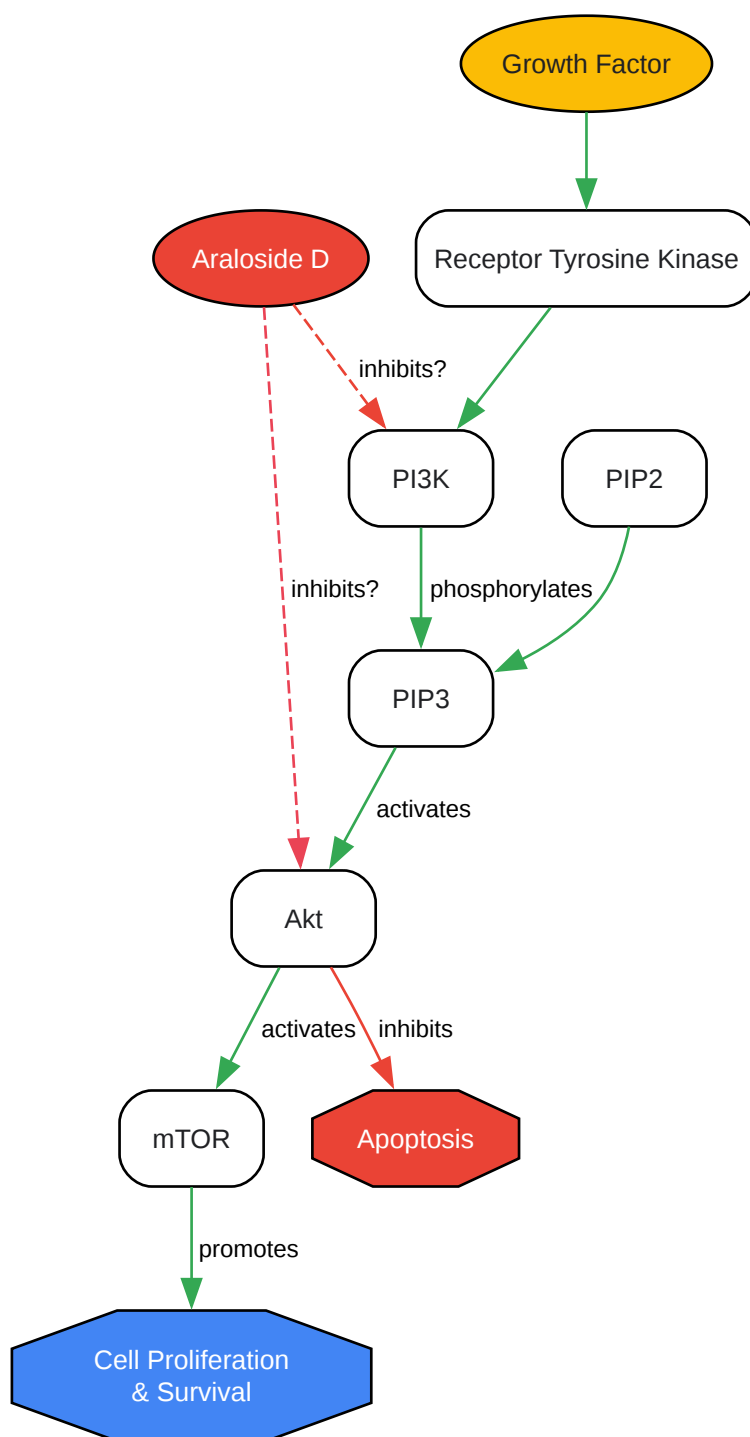 Growth Factor
Araloside D
Receptor Tyrosine Kinase
inhibits?
PI3K
PIP2
inhibits?
phosphorylates
PIP3
activates
Akt
activates
inhibits
mTOR
Apoptosis
promotes
Cell Proliferation
& Survival